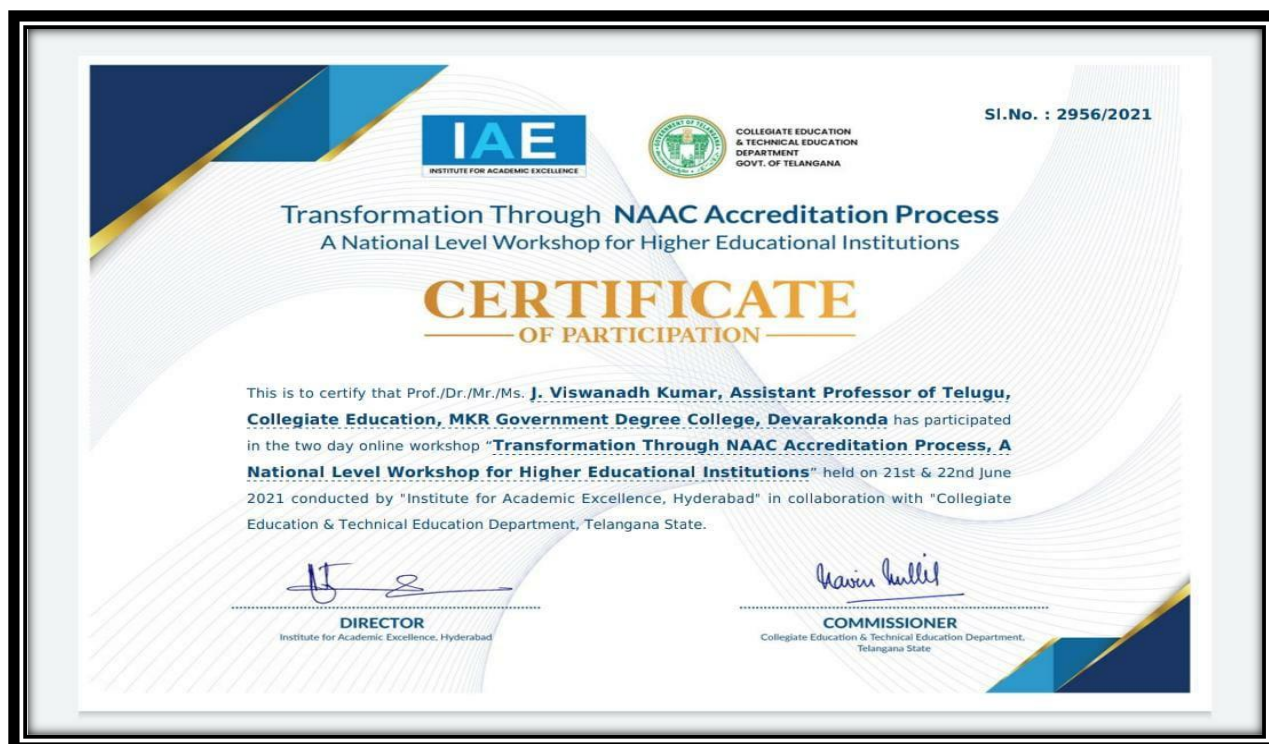 Sl.No. : 2956/2021
IAE
INSTITUTE FOR ACADEMIC EXCELLENCE
COLLEGIATE EDUCATION
& TECHNICAL EDUCATION
DEPARTMENT
GOVT. OF TELANGANA
Transformation Through NAAC Accreditation Process
A National Level Workshop for Higher Educational Institutions
CERTIFICATE
OF PARTICIPATION
This is to certify that Prof./Dr./Mr./Ms. J. Viswanadh Kumar, Assistant Professor of Telugu,
Collegiate Education, MKR Government Degree College, Devarakonda has participated
in the two day online workshop "Transformation Through NAAC Accreditation Process, A
National Level Workshop for Higher Educational Institutions" held on 21st & 22nd June
2021 conducted by "Institute for Academic Excellence, Hyderabad" in collaboration with "Collegiate
Education & Technical Education Department, Telangana State.
DIRECTOR
Institute for Academic Excellence, Hyderabad
COMMISSIONER
Collegiate Education & Technical Education Department,
Telangana State